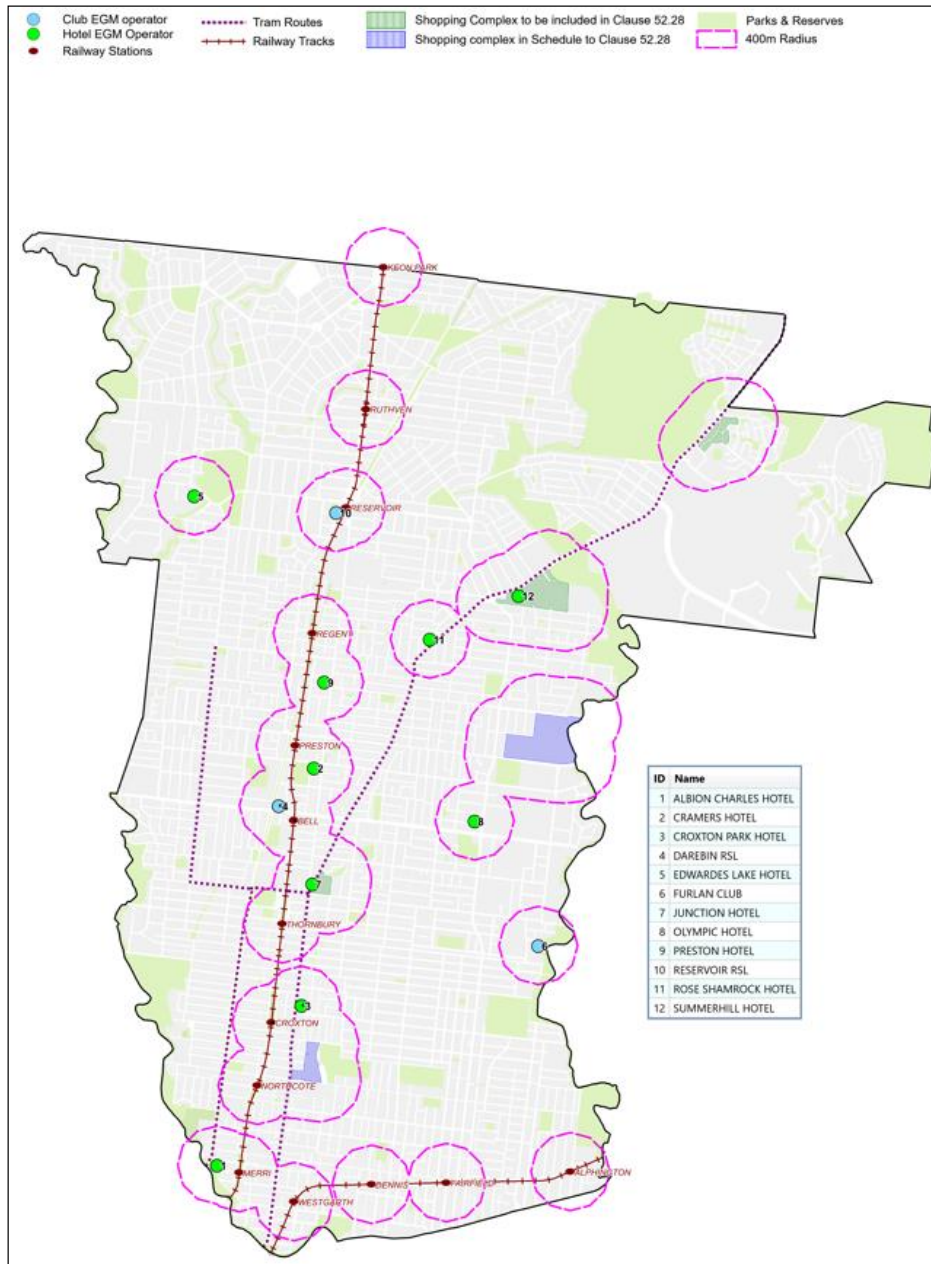 Club EGM operator
Hotel EGM Operator
Railway Stations
Tram Routes
Railway Tracks
Shopping Complex to be included in Clause 52.28
Shopping complex in Schedule to Clause 52.28
Parks & Reserves
400m Radius
KEON PARK
RUTHVEN
5
RESERVOIR
10
12
REGEN
11
9
PRESTON
2
4
BELL
8
7
THORNBURY
6
3
CROXTON
NORTHCOTE
1
MERRI
DENNIS
FAIRFIELD
ALPHINGTON
WESTGARTH
ID Name
1 ALBION CHARLES HOTEL
2 CRAMERS HOTEL
3 CROXTON PARK HOTEL
4 DAREBIN RSL
5 EDWARDES LAKE HOTEL
6 FURLAN CLUB
7 JUNCTION HOTEL
8 OLYMPIC HOTEL
9 PRESTON HOTEL
10 RESERVOIR RSL
11 ROSE SHAMROCK HOTEL
12 SUMMERHILL HOTEL